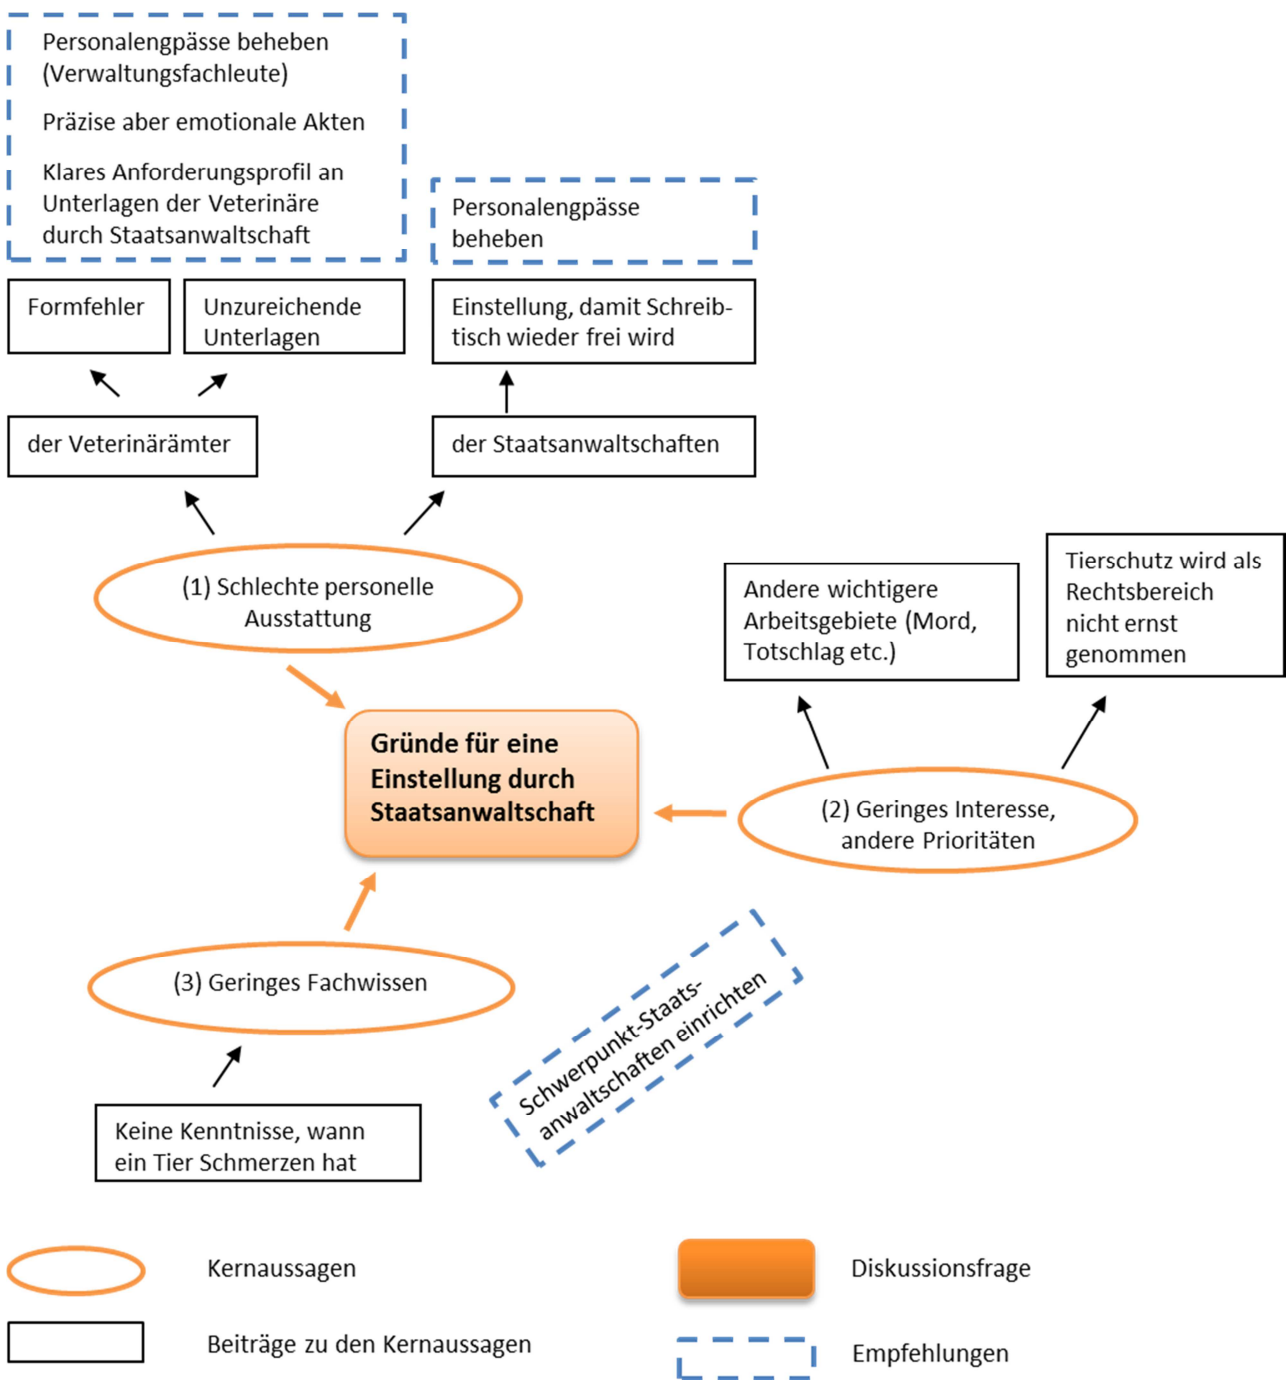 Personalengpässe beheben
(Verwaltungsfachleute)
Präzise aber emotionale Akten
Klares Anforderungsprofil an
Unterlagen der Veterinäre
durch Staatsanwaltschaft
Personalengpässe
beheben
Formfehler
Unzureichende
Unterlagen
Einstellung, damit Schreib-
tisch wieder frei wird
der Veterinärämter
der Staatsanwaltschaften
(1) Schlechte personelle
Ausstattung
Andere wichtigere
Arbeitsgebiete (Mord,
Totschlag etc.)
Tierschutz wird als
Rechtsbereich
nicht ernst
genommen
Gründe für eine
Einstellung durch
Staatsanwaltschaft
(2) Geringes Interesse,
andere Prioritäten
(3) Geringes Fachwissen
Schwerpunkt-Staats-
anwaltschaften einrichten
Keine Kenntnisse, wann
ein Tier Schmerzen hat
Kernaussagen
Diskussionsfrage
Beiträge zu den Kernaussagen
Empfehlungen